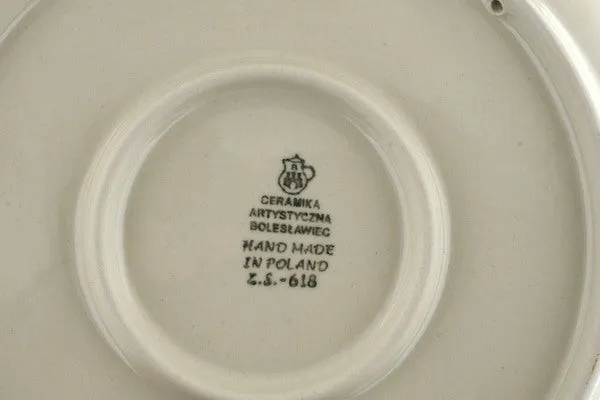 CERAMIKA
ARTYSTYCZNA
BOLESŁAWIEC
HAND MADE
IN POLAND
Z.S.-618